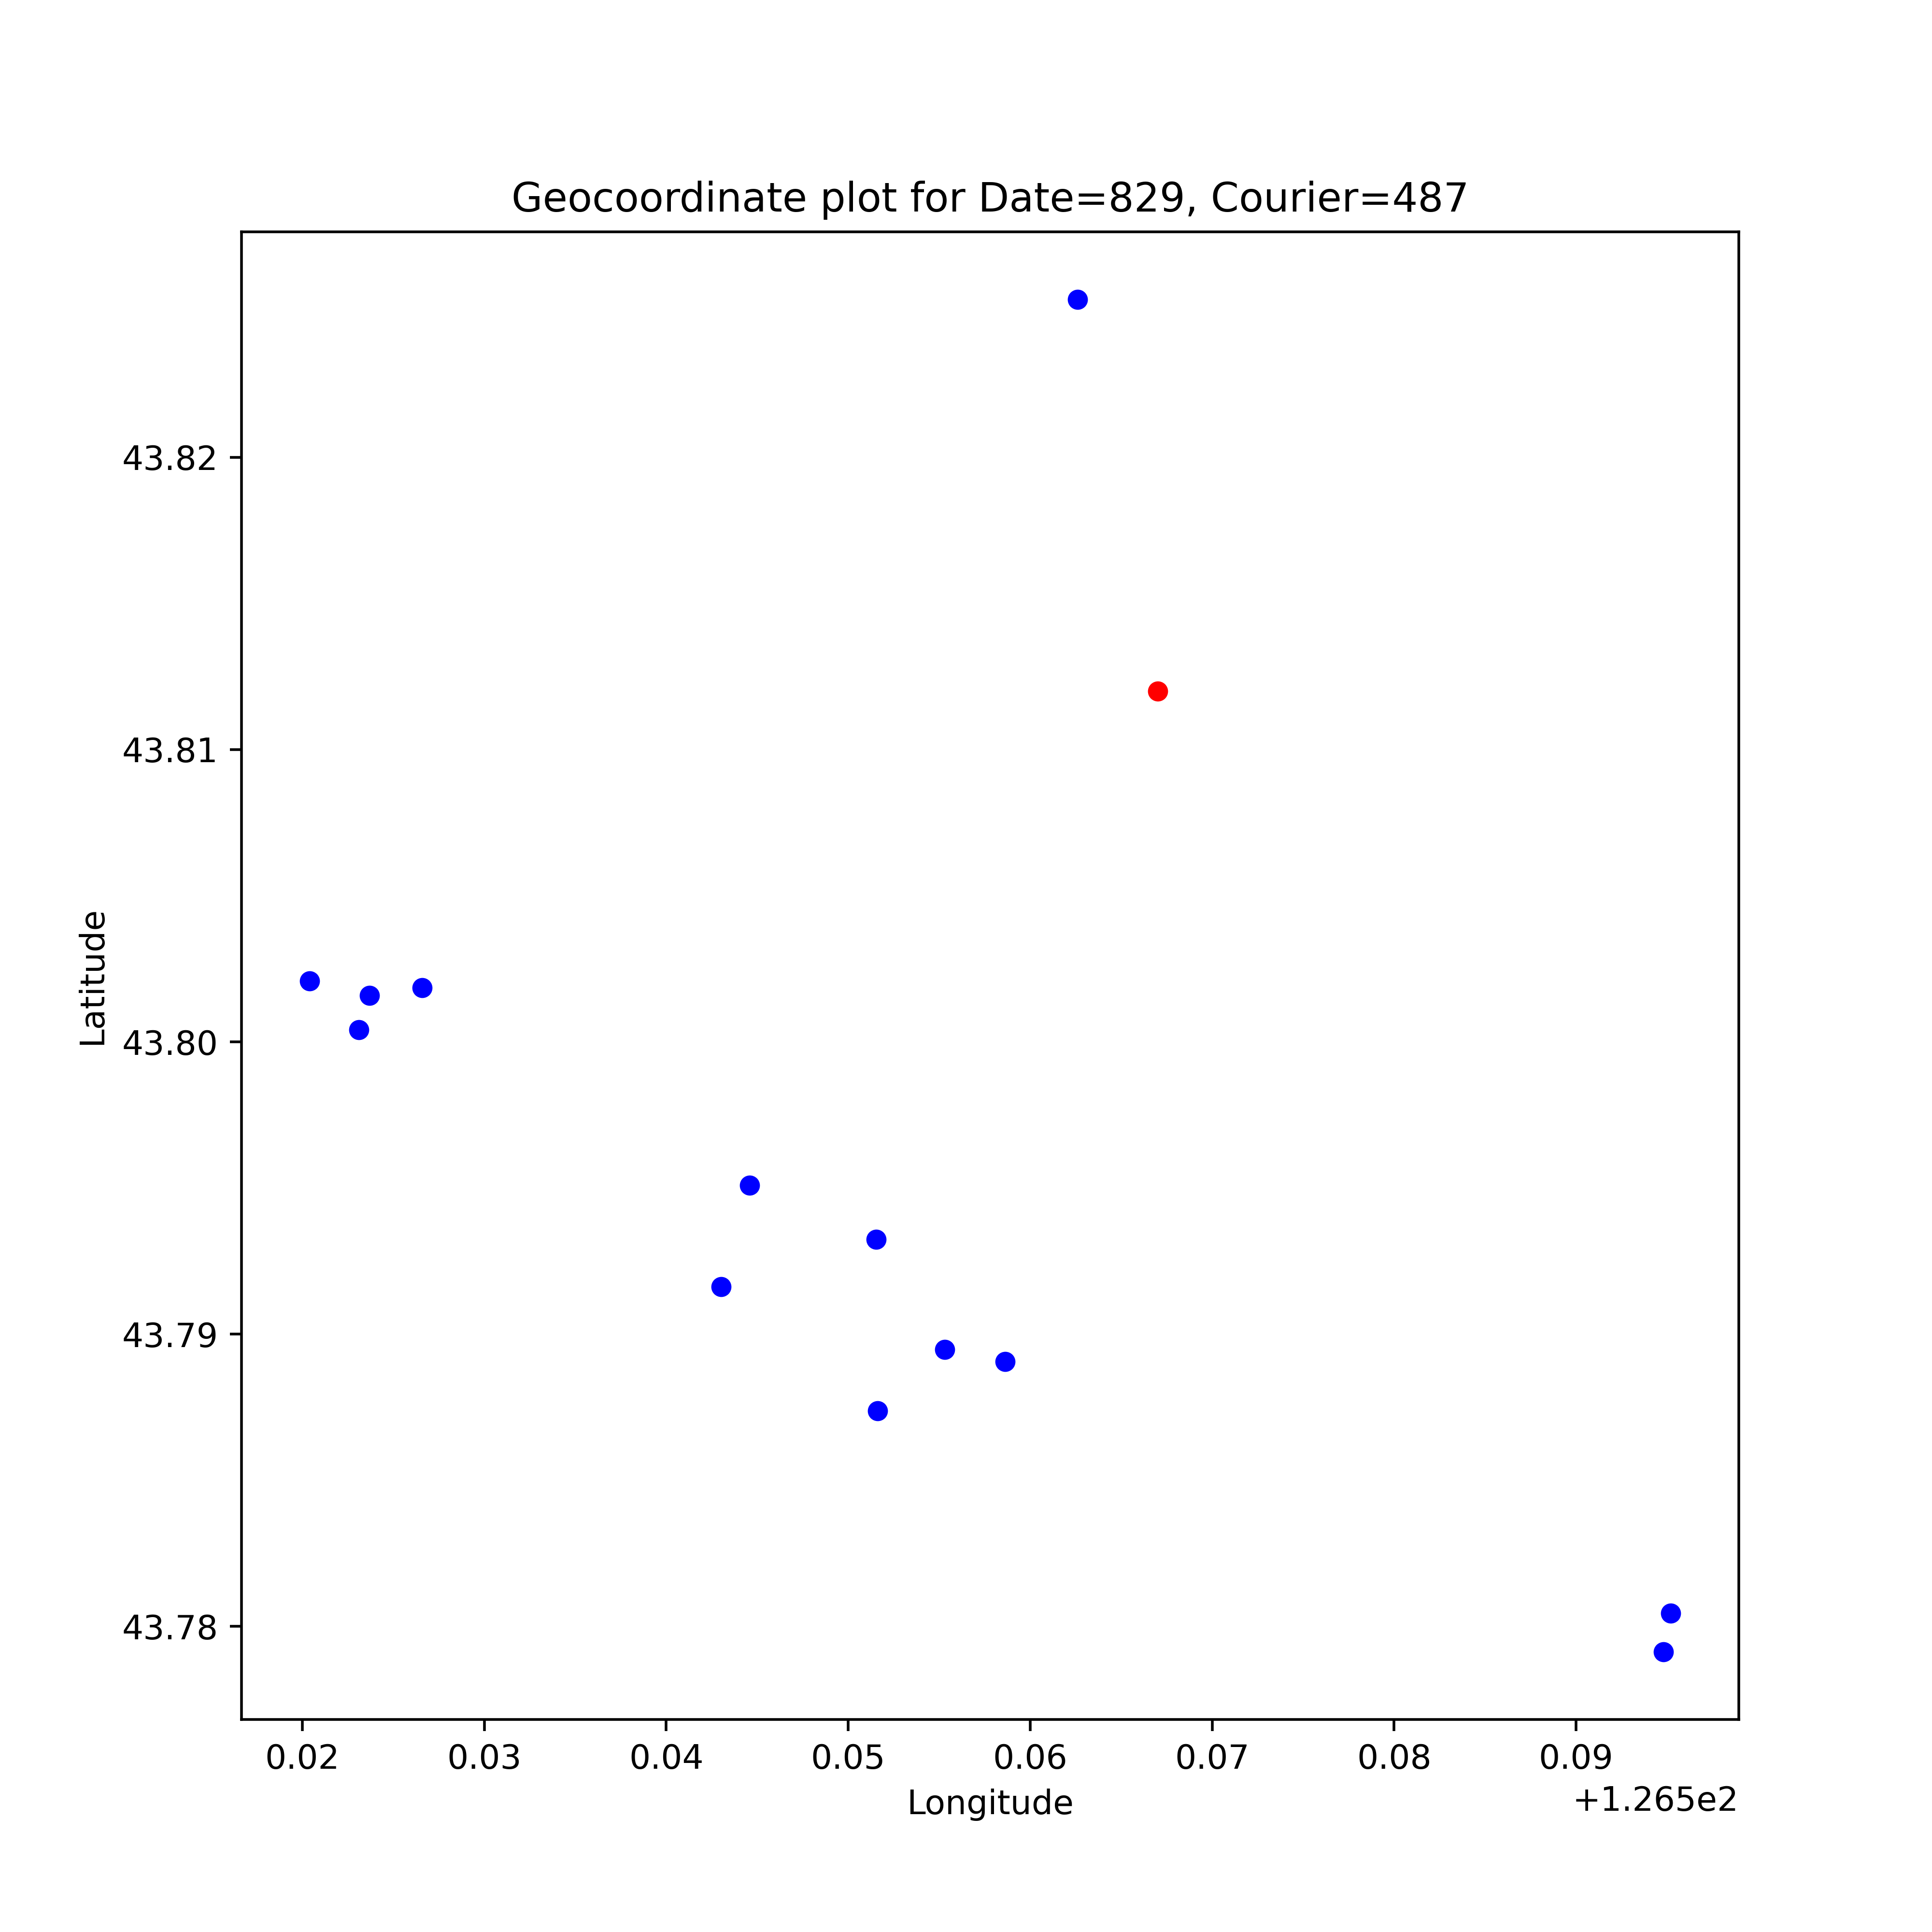 Geocoordinate plot for Date=829, Courier=487
43.82
43.81
43.80
43.79
43.78
Latitude
0.02 0.03 0.04 0.05 0.06 0.07 0.08 0.09
+1.265e2
Longitude